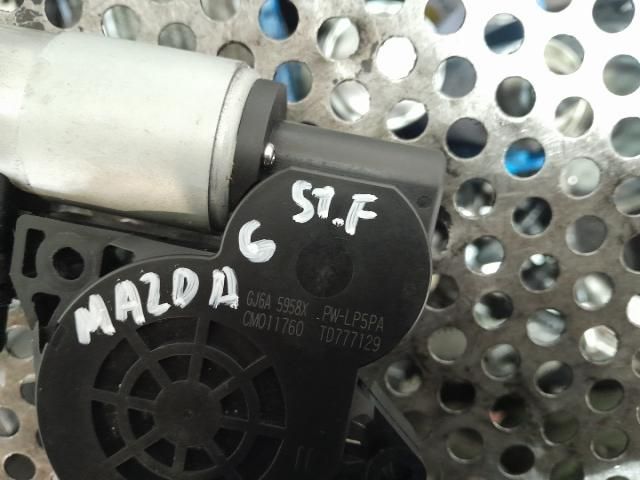 ST.F
MAZDA 6
GJ6A 5958X PW-LP5PA
CM011760 TD777129